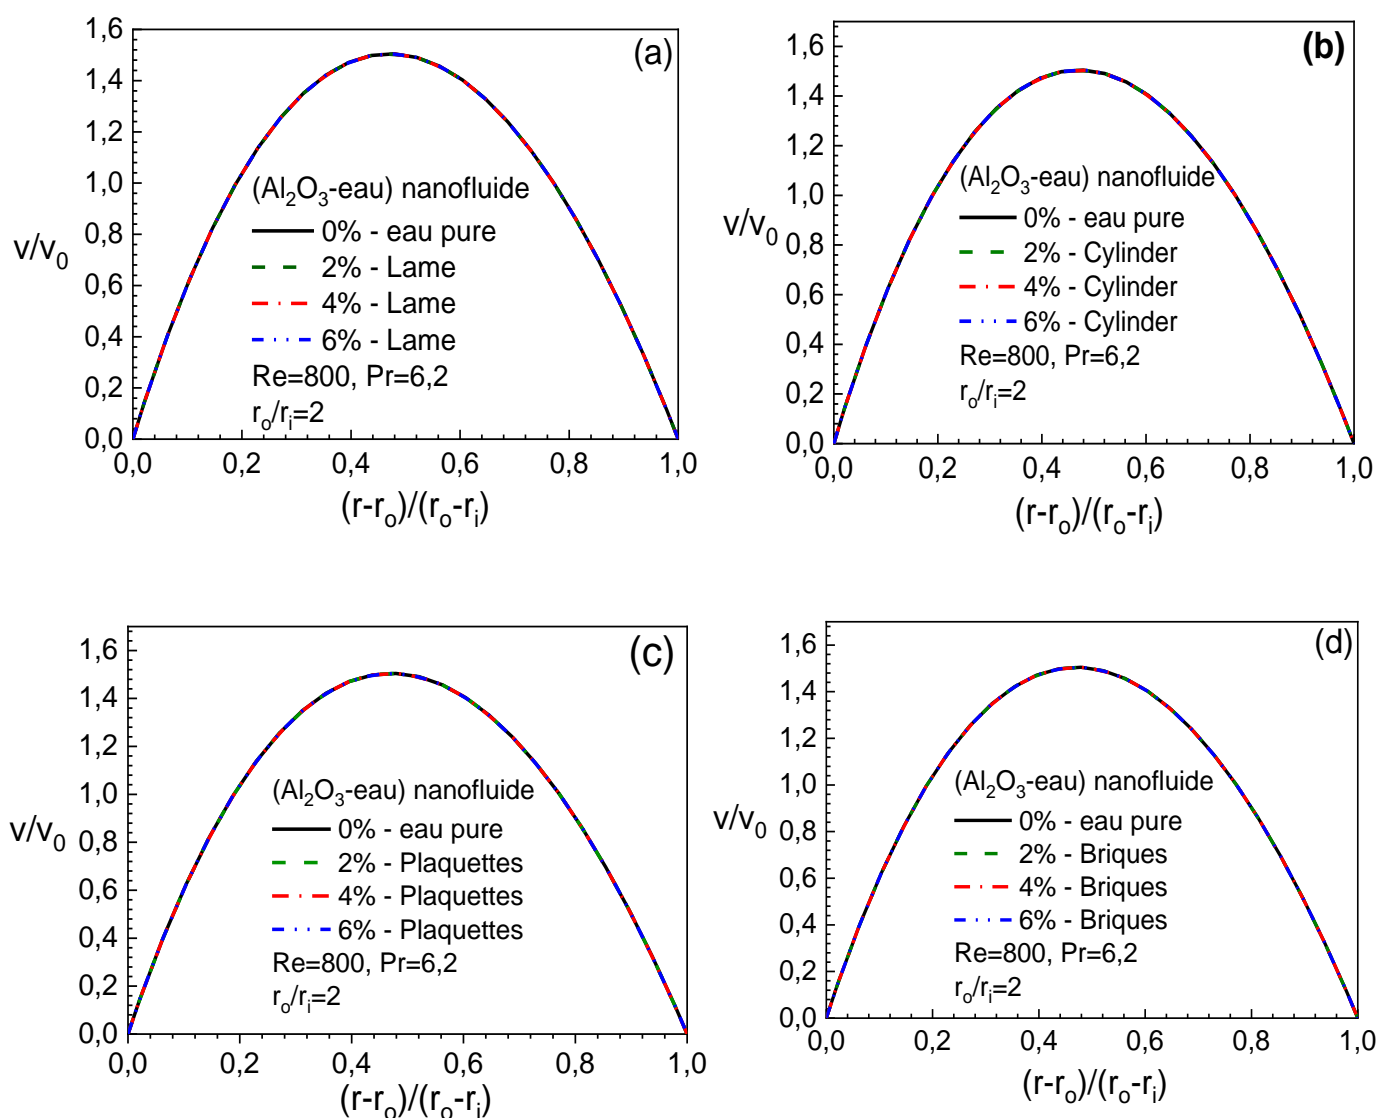 (a)
1,6
1,4
1,2
1,0
0,8
0,6
0,4
0,2
0,0
v/v₀
(Al₂O₃-eau) nanofluide
0% - eau pure
2% - Lame
4% - Lame
6% - Lame
Re=800, Pr=6,2
rₒ/rᵢ=2
0,0 0,2 0,4 0,6 0,8 1,0
(r-rₒ)/(rₒ-rᵢ)
(b)
1,6
1,4
1,2
1,0
0,8
0,6
0,4
0,2
0,0
v/v₀
(Al₂O₃-eau) nanofluide
0% - eau pure
2% - Cylinder
4% - Cylinder
6% - Cylinder
Re=800, Pr=6,2
rₒ/rᵢ=2
0,0 0,2 0,4 0,6 0,8 1,0
(r-rₒ)/(rₒ-rᵢ)
(c)
1,6
1,4
1,2
1,0
0,8
0,6
0,4
0,2
0,0
v/v₀
(Al₂O₃-eau) nanofluide
0% - eau pure
2% - Plaquettes
4% - Plaquettes
6% - Plaquettes
Re=800, Pr=6,2
rₒ/rᵢ=2
0,0 0,2 0,4 0,6 0,8 1,0
(r-rₒ)/(rₒ-rᵢ)
(d)
1,6
1,4
1,2
1,0
0,8
0,6
0,4
0,2
0,0
v/v₀
(Al₂O₃-eau) nanofluide
0% - eau pure
2% - Briques
4% - Briques
6% - Briques
Re=800, Pr=6,2
rₒ/rᵢ=2
0,0 0,2 0,4 0,6 0,8 1,0
(r-rₒ)/(rₒ-rᵢ)